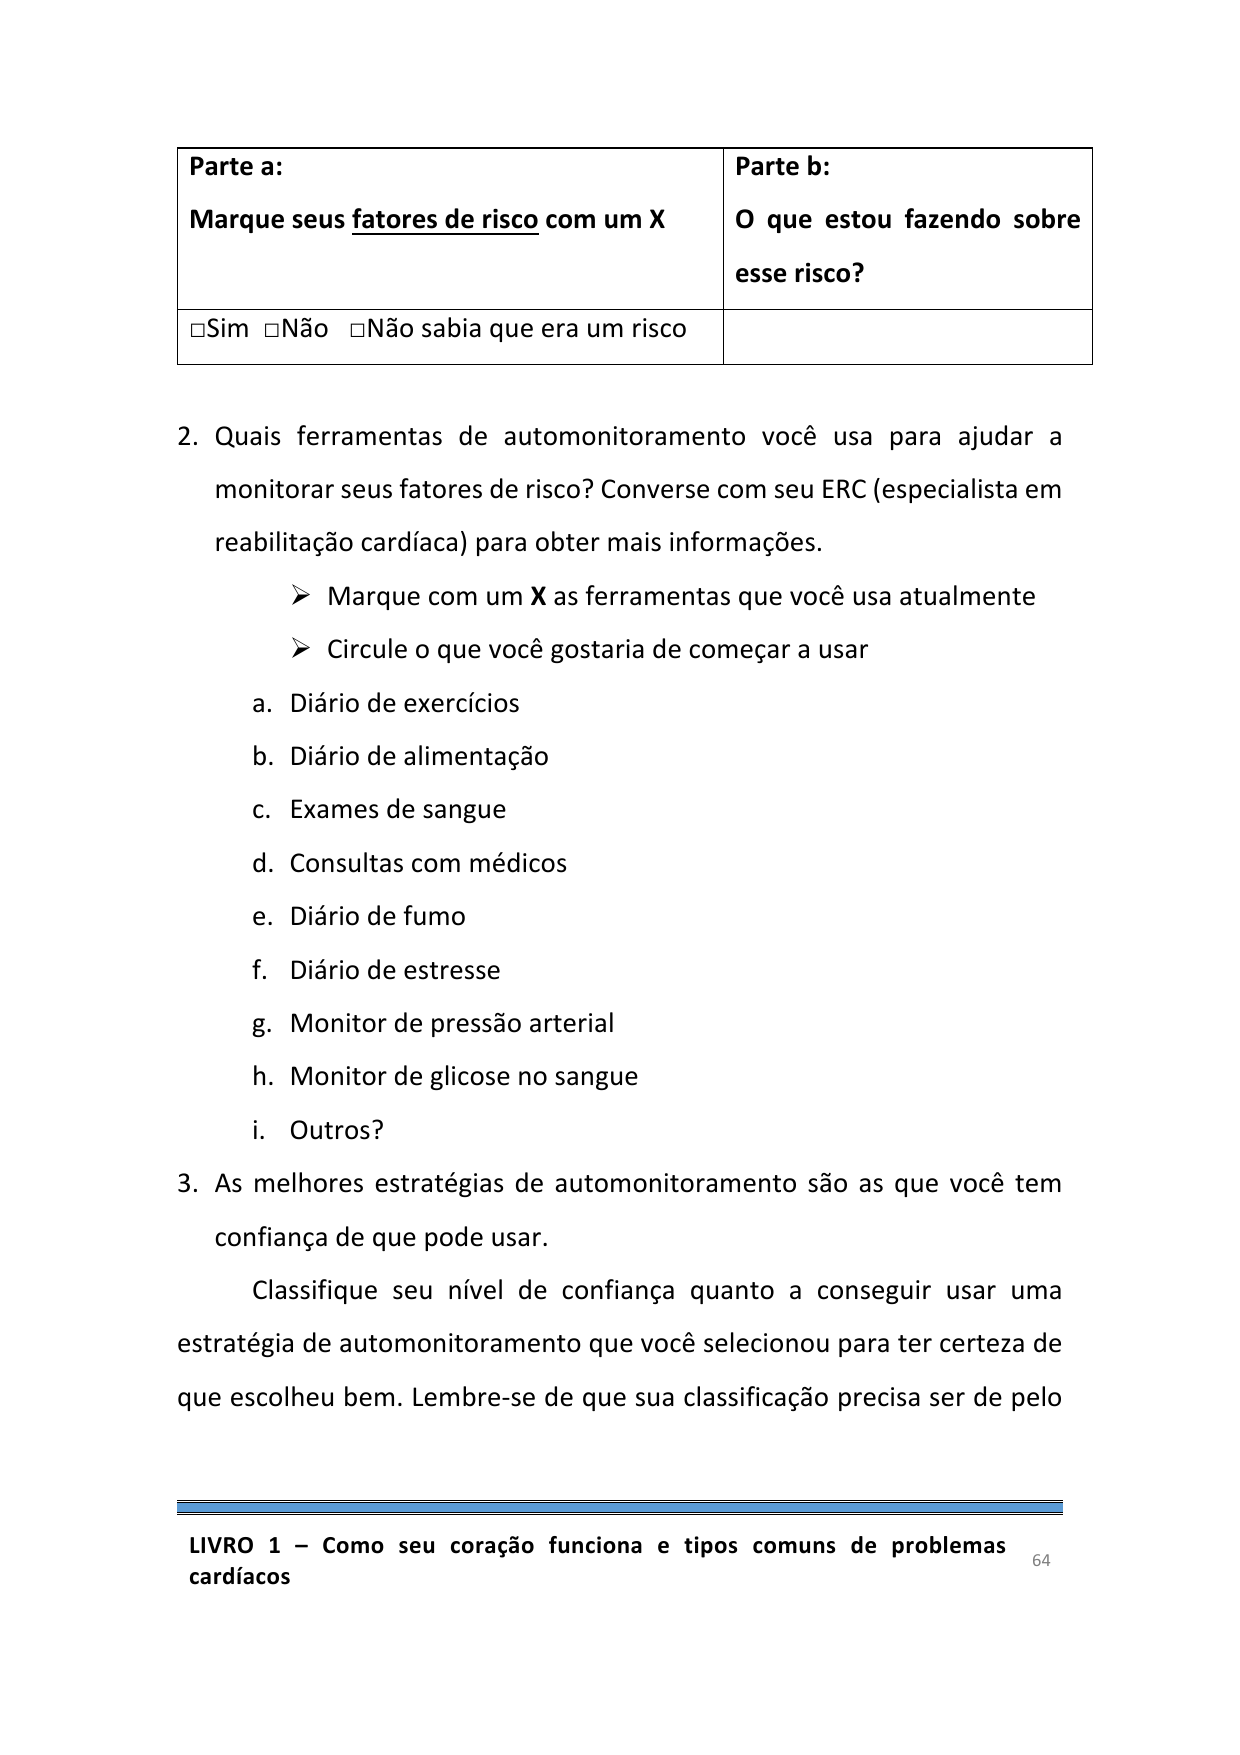 Parte a:
Marque seus fatores de risco com um X
Parte b:
O que estou fazendo sobre
esse risco?
□Sim □Não □Não sabia que era um risco
2. Quais ferramentas de automonitoramento você usa para ajudar a
monitorar seus fatores de risco? Converse com seu ERC (especialista em
reabilitação cardíaca) para obter mais informações.
➢ Marque com um X as ferramentas que você usa atualmente
➢ Circule o que você gostaria de começar a usar
a. Diário de exercícios
b. Diário de alimentação
c. Exames de sangue
d. Consultas com médicos
e. Diário de fumo
f. Diário de estresse
g. Monitor de pressão arterial
h. Monitor de glicose no sangue
i. Outros?
3. As melhores estratégias de automonitoramento são as que você tem
confiança de que pode usar.
Classifique seu nível de confiança quanto a conseguir usar uma
estratégia de automonitoramento que você selecionou para ter certeza de
que escolheu bem. Lembre-se de que sua classificação precisa ser de pelo
LIVRO 1 – Como seu coração funciona e tipos comuns de problemas
cardíacos
64